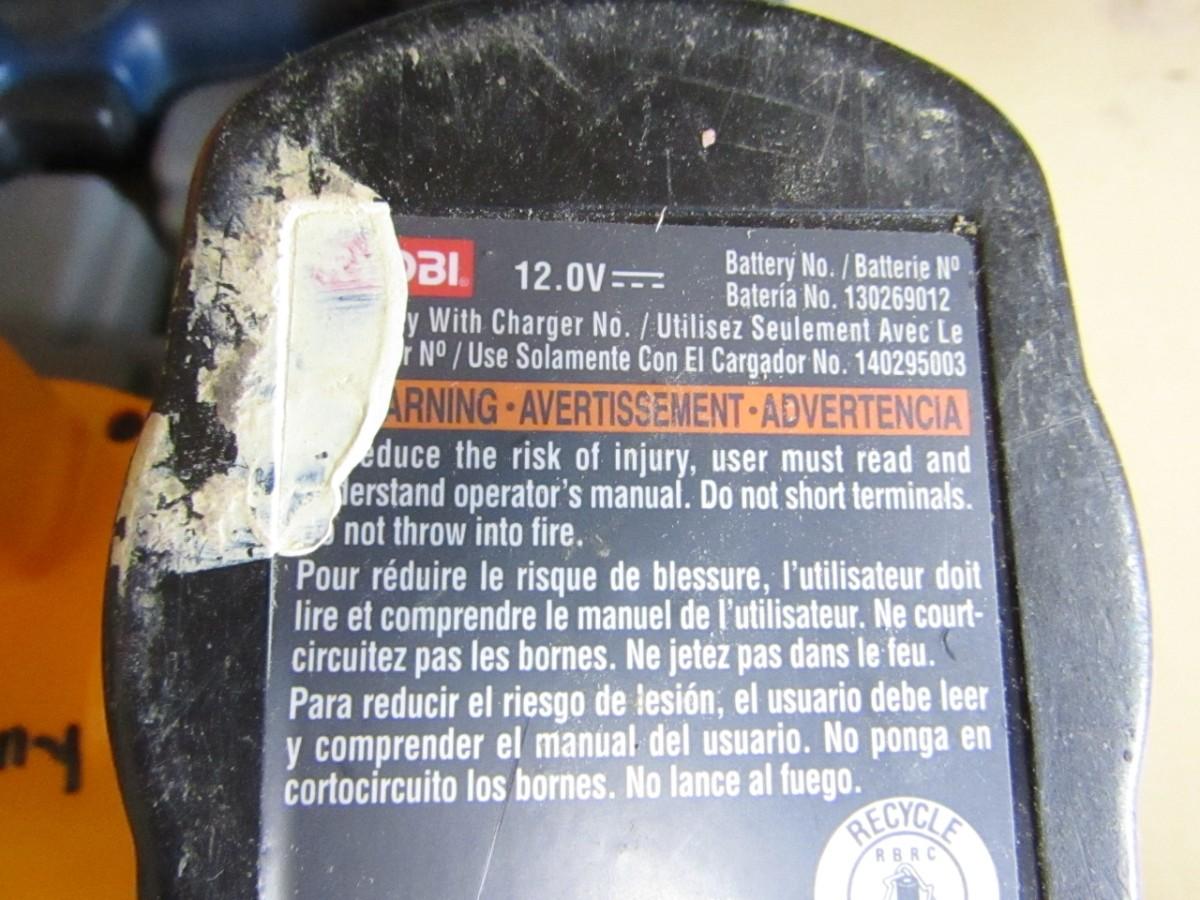 OBI
12.0V
Battery No. / Batterie Nº
Batería No. 130269012
y With Charger No. / Utilisez Seulement Avec Le
r Nº / Use Solamente Con El Cargador No. 140295003
ARNING · AVERTISSEMENT · ADVERTENCIA
educe the risk of injury, user must read and
derstand operator's manual. Do not short terminals.
not throw into fire.
Pour réduire le risque de blessure, l'utilisateur doit
lire et comprendre le manuel de l'utilisateur. Ne court-
circuitez pas les bornes. Ne jetez pas dans le feu.
Para reducir el riesgo de lesión, el usuario debe leer
y comprender el manual del usuario. No ponga en
cortocircuito los bornes. No lance al fuego.
RECYCLE
RBRC